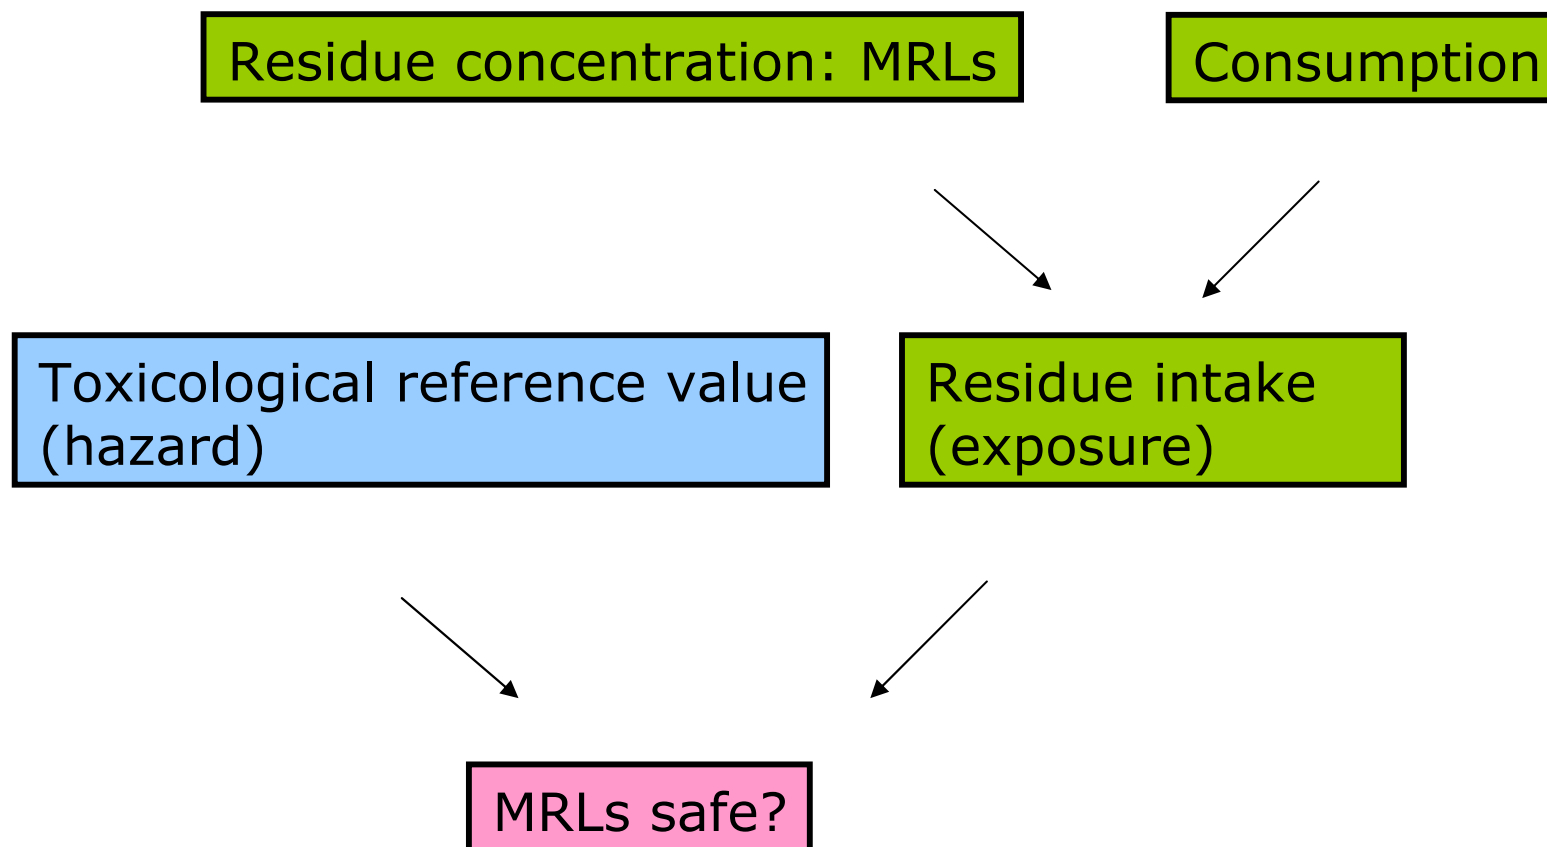 Residue concentration: MRLs
Consumption
Toxicological reference value
(hazard)
Residue intake
(exposure)
MRLs safe?